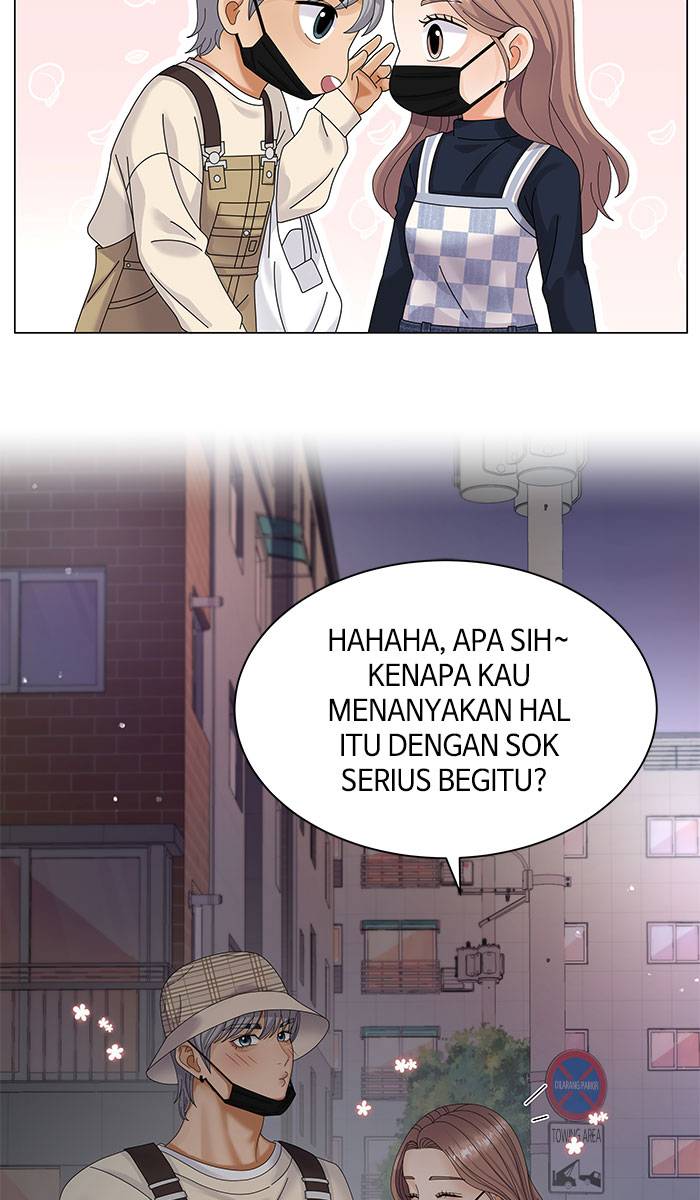 HAHAHA, APA SIH~
KENAPA KAU
MENANYAKAN HAL
ITU DENGAN SOK
SERIUS BEGITU?
DILARANG PARKIR
TOWING AREA